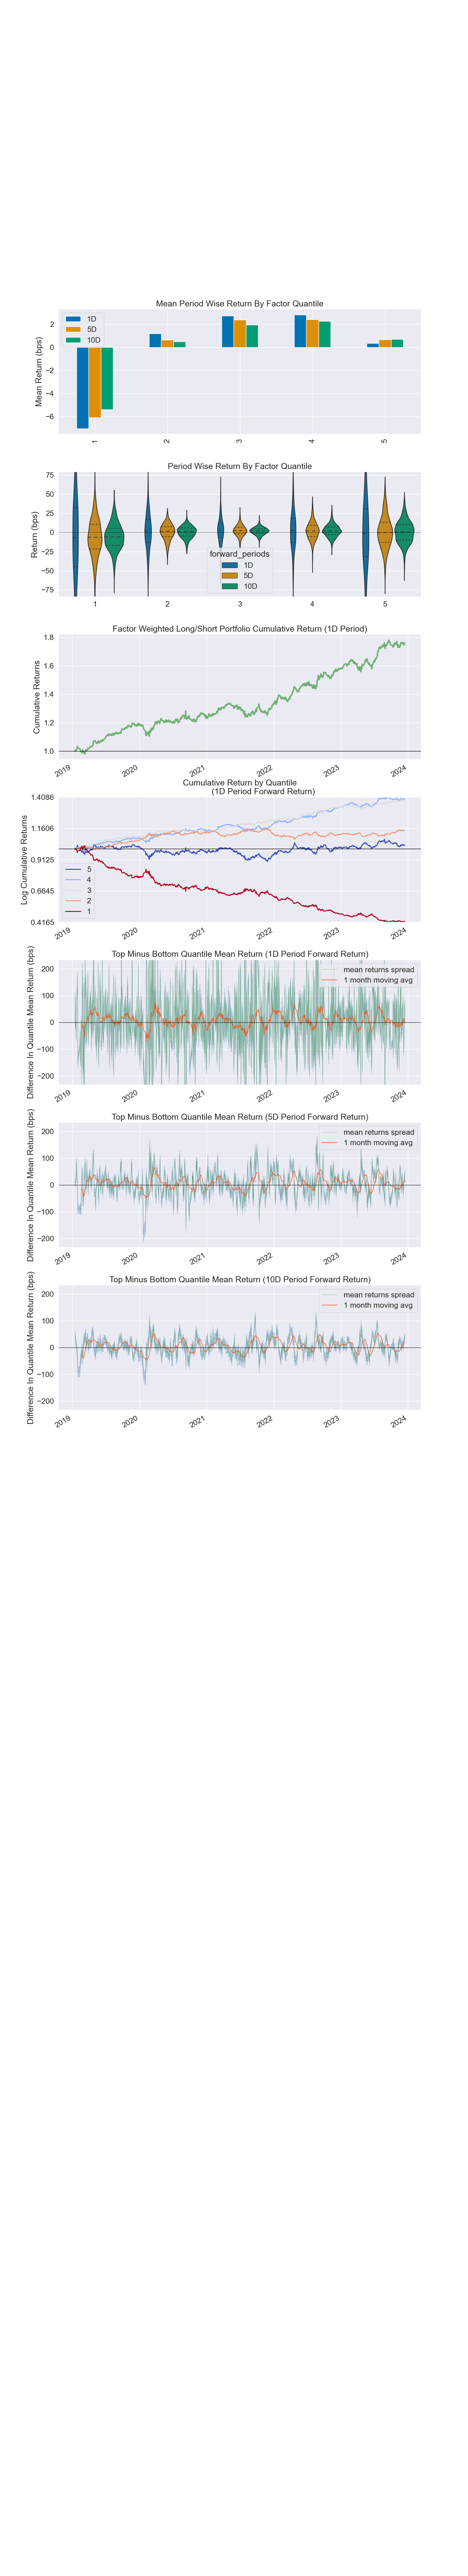 Mean Period Wise Return By Factor Quantile
Mean Return (bps)
2
0
−2
−4
−6
1D
5D
10D
1
2
3
4
5
Period Wise Return By Factor Quantile
Return (bps)
75
50
25
0
−25
−50
−75
forward_periods
1D
5D
10D
1
2
3
4
5
Factor Weighted Long/Short Portfolio Cumulative Return (1D Period)
Cumulative Returns
1.8
1.6
1.4
1.2
1.0
2019
2020
2021
2022
2023
2024
Cumulative Return by Quantile
(1D Period Forward Return)
Log Cumulative Returns
1.4086
1.1606
0.9125
0.6645
0.4165
5
4
3
2
1
2019
2020
2021
2022
2023
2024
Top Minus Bottom Quantile Mean Return (1D Period Forward Return)
Difference In Quantile Mean Return (bps)
200
100
0
−100
−200
mean returns spread
1 month moving avg
2019
2020
2021
2022
2023
2024
Top Minus Bottom Quantile Mean Return (5D Period Forward Return)
Difference In Quantile Mean Return (bps)
200
100
0
−100
−200
mean returns spread
1 month moving avg
2019
2020
2021
2022
2023
2024
Top Minus Bottom Quantile Mean Return (10D Period Forward Return)
Difference In Quantile Mean Return (bps)
200
100
0
−100
−200
mean returns spread
1 month moving avg
2019
2020
2021
2022
2023
2024